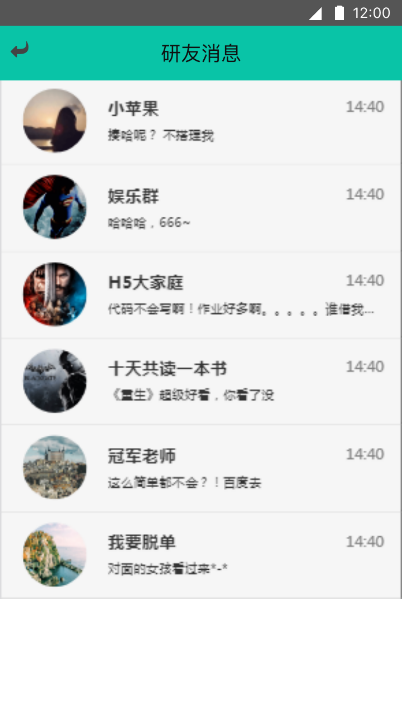 12:00
研友消息
小苹果 14:40
揍哈呢？ 不搭理我
娱乐群 14:40
哈哈哈，666~
H5大家庭 14:40
代码不会写啊！作业好多啊。。。。。谁借我...
十天共读一本书 14:40
《重生》超级好看，你看了没
冠军老师 14:40
这么简单都不会？！百度去
我要脱单 14:40
对面的女孩看过来*-*